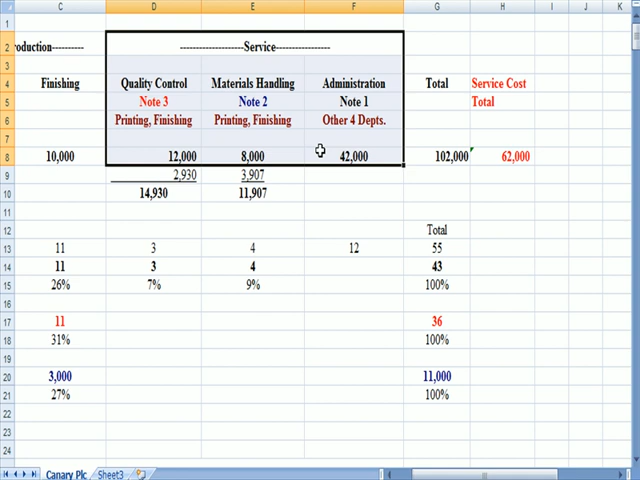 C D E F G H I J K
1
2 roduction---------- --------------------Service-----------------
3
4 Finishing Quality Control Materials Handling Administration Total Service Cost
5 Note 3 Note 2 Note 1 Total
6 Printing, Finishing Printing, Finishing Other 4 Depts.
7
8 10,000 12,000 8,000 42,000 102,000 62,000
9 2,930 3,907
10 14,930 11,907
11
12 Total
13 11 3 4 12 55
14 11 3 4 43
15 26% 7% 9% 100%
16
17 11 36
18 31% 100%
19
20 3,000 11,000
21 27% 100%
22
23
24
Canary Plc Sheet3